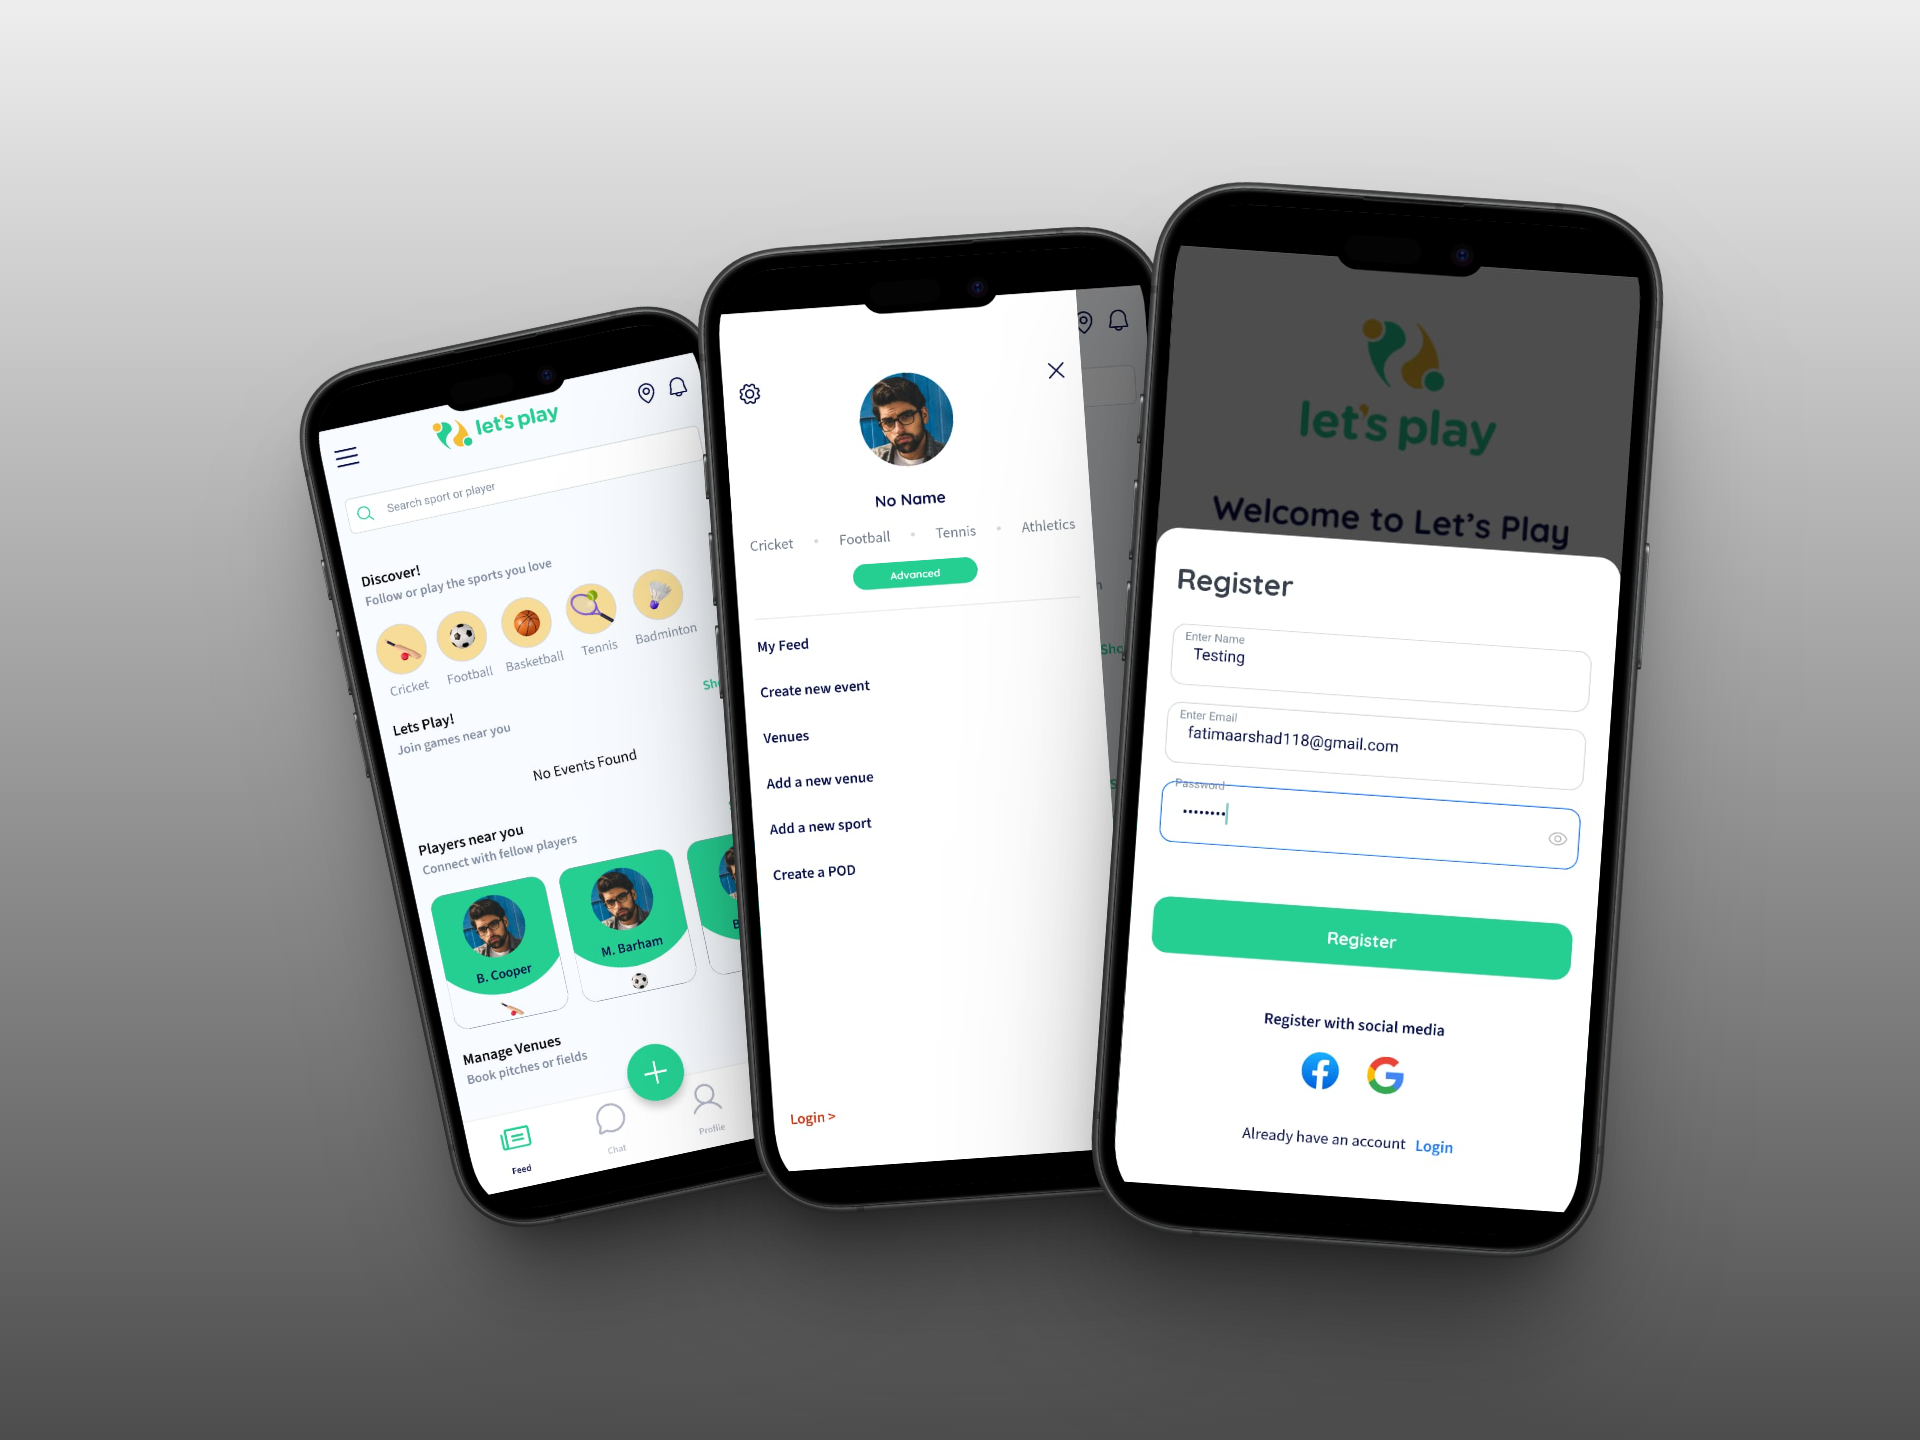 let's play
Search sport or player
Discover!
Follow or play the sports you love
Cricket
Football
Basketball
Tennis
Badminton
Lets Play!
Join games near you
No Events Found
Players near you
Connect with fellow players
B. Cooper
M. Barham
Manage Venues
Book pitches or fields
Feed
Chat
Profile
No Name
Cricket
Football
Tennis
Athletics
Advanced
My Feed
Create new event
Venues
Add a new venue
Add a new sport
Create a POD
Login >
let's play
Welcome to Let's Play
Register
Enter Name
Testing
Enter Email
fatimaarshad118@gmail.com
Password
Register
Register with social media
Already have an account Login